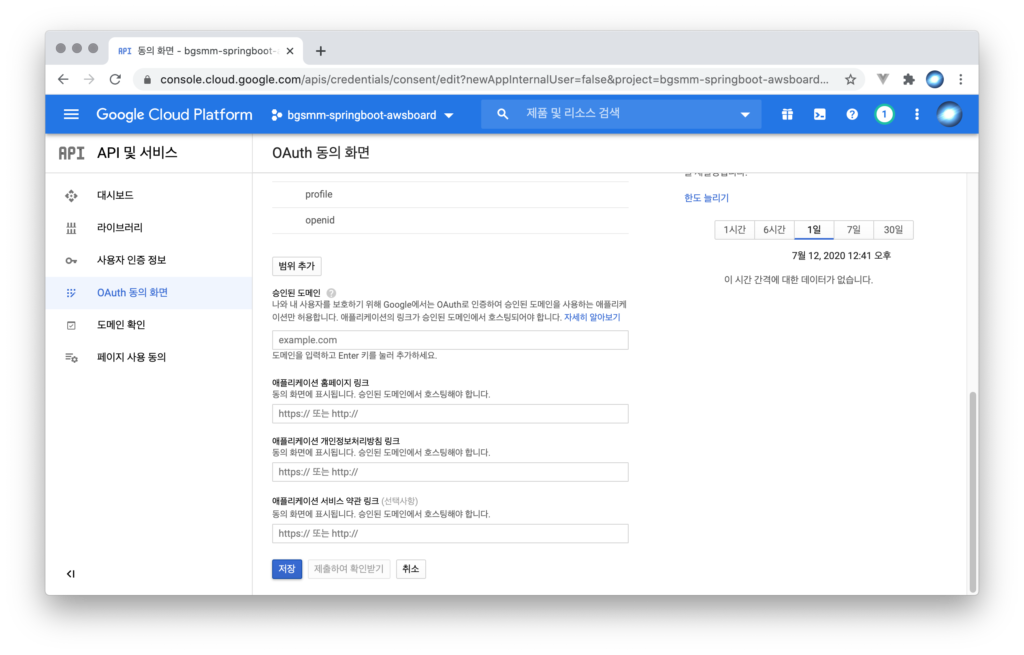 API 동의 화면 - bgsmm-springboot-
console.cloud.google.com/apis/credentials/consent/edit?newAppInternalUser=false&project=bgsmm-springboot-awsboard...
Google Cloud Platform
bgsmm-springboot-awsboard
제품 및 리소스 검색
1
API API 및 서비스
대시보드
라이브러리
사용자 인증 정보
OAuth 동의 화면
도메인 확인
페이지 사용 동의
OAuth 동의 화면
profile
openid
범위 추가
승인된 도메인
나와 내 사용자를 보호하기 위해 Google에서는 OAuth로 인증하여 승인된 도메인을 사용하는 애플리케
이션만 허용합니다. 애플리케이션의 링크가 승인된 도메인에서 호스팅되어야 합니다. 자세히 알아보기
example.com
도메인을 입력하고 Enter 키를 눌러 추가하세요.
애플리케이션 홈페이지 링크
동의 화면에 표시됩니다. 승인된 도메인에서 호스팅해야 합니다.
https:// 또는 http://
애플리케이션 개인정보처리방침 링크
동의 화면에 표시됩니다. 승인된 도메인에서 호스팅해야 합니다.
https:// 또는 http://
애플리케이션 서비스 약관 링크 (선택사항)
동의 화면에 표시됩니다. 승인된 도메인에서 호스팅해야 합니다.
https:// 또는 http://
저장
제출하여 확인받기
취소
한도 늘리기
1시간 6시간 1일 7일 30일
7월 12, 2020 12:41 오후
이 시간 간격에 대한 데이터가 없습니다.